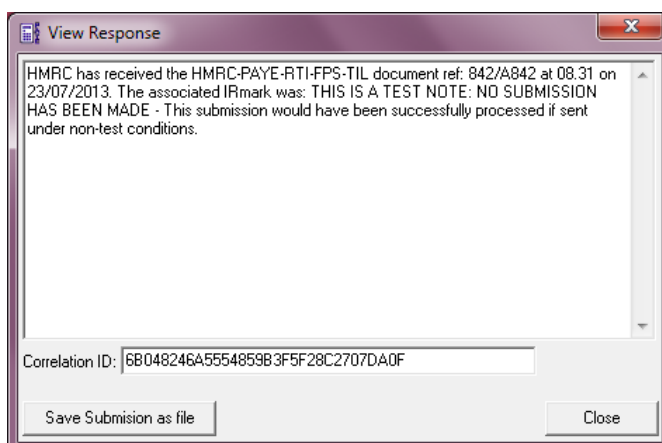 View Response
HMRC has received the HMRC-PAYE-RTI-FPS-TIL document ref: 842/A842 at 08.31 on
23/07/2013. The associated IRmark was: THIS IS A TEST NOTE: NO SUBMISSION
HAS BEEN MADE - This submission would have been successfully processed if sent
under non-test conditions.
Correlation ID: 6B048246A5554859B3F5F28C2707DA0F
Save Submision as file
Close